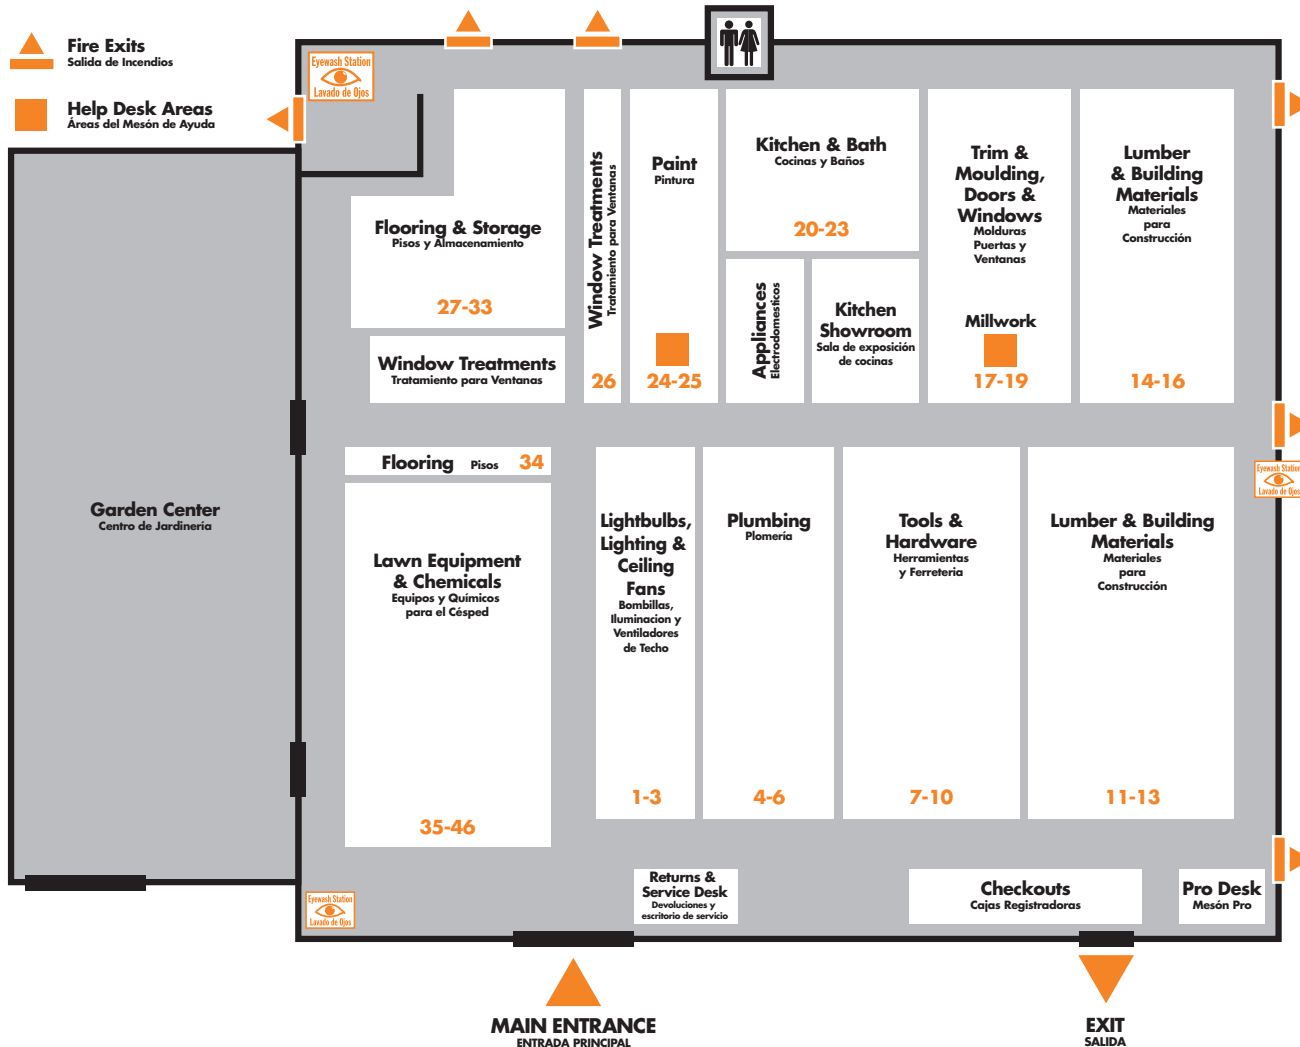 Fire Exits
Salida de Incendios
Help Desk Areas
Áreas del Mesón de Ayuda
Eyewash Station
Lavado de Ojos
Flooring & Storage
Pisos y Almacenamiento
27-33
Window Treatments
Tratamiento para Ventanas
Window Treatments
Tratamiento para Ventanas
26
Paint
Pintura
24-25
Kitchen & Bath
Cocinas y Baños
20-23
Appliances
Electrodomesticos
Kitchen
Showroom
Sala de exposición
de cocinas
Trim &
Moulding,
Doors &
Windows
Molduras
Puertas y
Ventanas
Millwork
17-19
Lumber
& Building
Materials
Materiales
para
Construcción
14-16
Garden Center
Centro de Jardinería
Flooring Pisos 34
Lawn Equipment
& Chemicals
Equipos y Químicos
para el Césped
35-46
Lightbulbs,
Lighting &
Ceiling
Fans
Bombillas,
Iluminacion y
Ventiladores
de Techo
1-3
Plumbing
Plomería
4-6
Tools &
Hardware
Herramientas
y Ferreteria
7-10
Lumber & Building
Materials
Materiales
para
Construcción
11-13
Eyewash Station
Lavado de Ojos
Eyewash Station
Lavado de Ojos
Returns &
Service Desk
Devoluciones y
escritorio de servicio
Checkouts
Cajas Registradoras
Pro Desk
Mesón Pro
MAIN ENTRANCE
ENTRADA PRINCIPAL
EXIT
SALIDA